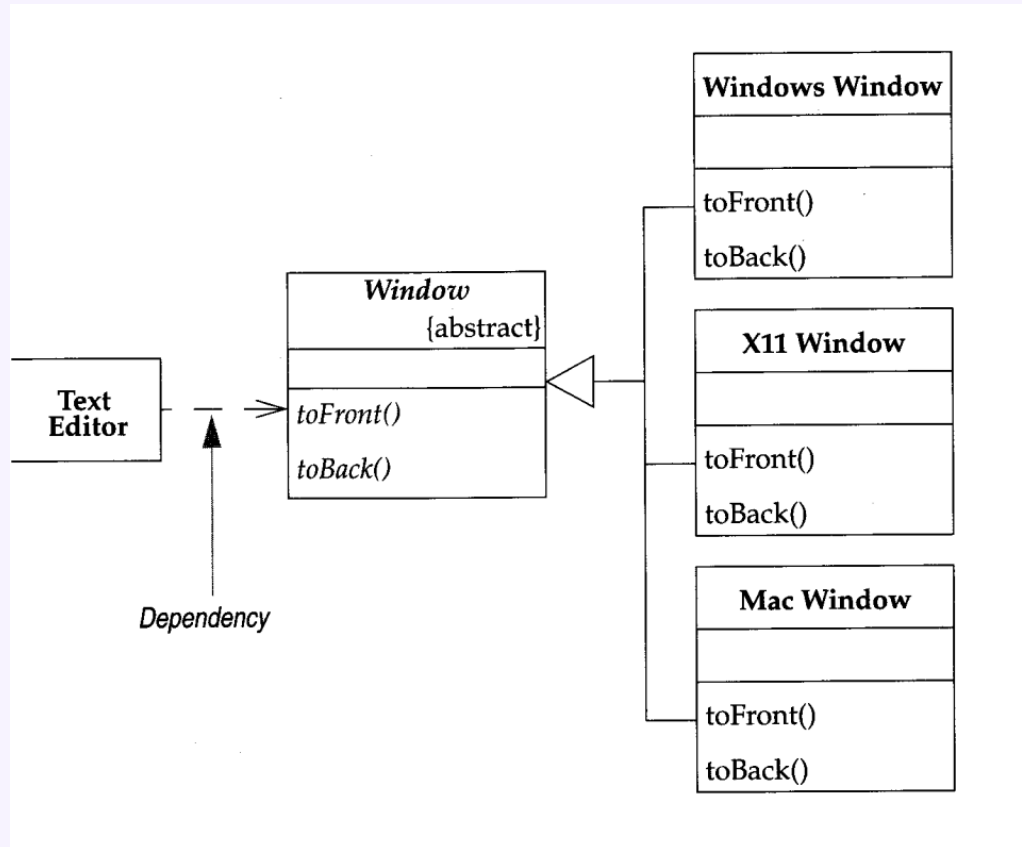 Text
Editor
Dependency
Window
{abstract}
toFront()
toBack()
Windows Window
toFront()
toBack()
X11 Window
toFront()
toBack()
Mac Window
toFront()
toBack()